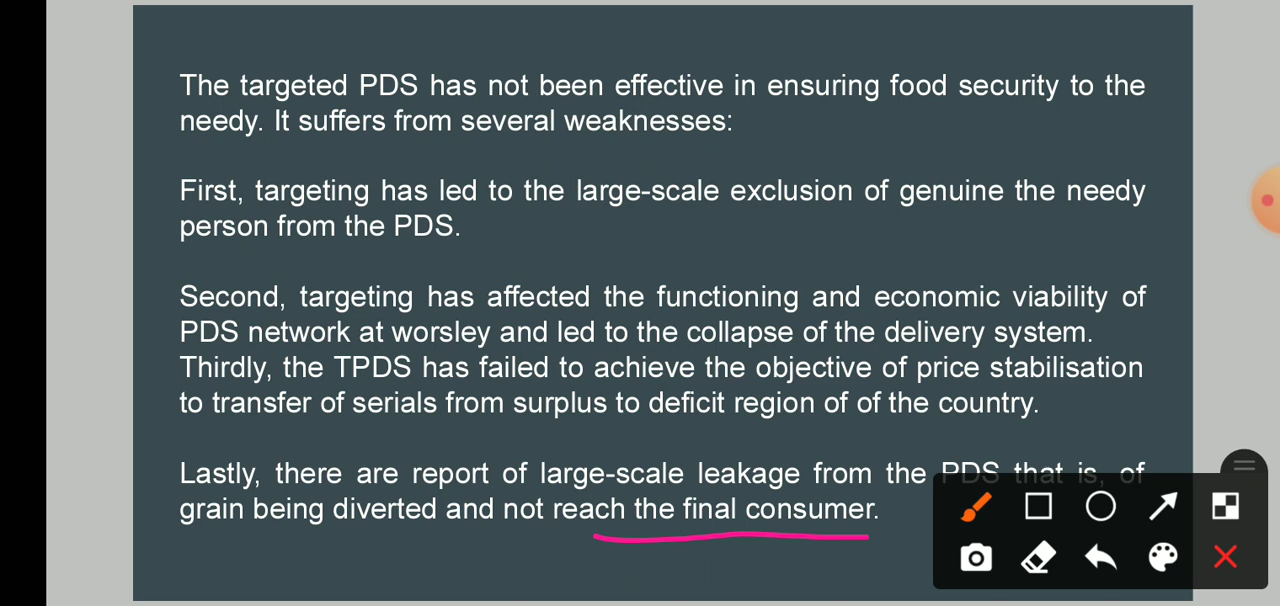 The targeted PDS has not been effective in ensuring food security to the
needy. It suffers from several weaknesses:
First, targeting has led to the large-scale exclusion of genuine the needy
person from the PDS.
Second, targeting has affected the functioning and economic viability of
PDS network at worsley and led to the collapse of the delivery system.
Thirdly, the TPDS has failed to achieve the objective of price stabilisation
to transfer of serials from surplus to deficit region of of the country.
Lastly, there are report of large-scale leakage from the PDS that is, of
grain being diverted and not reach the final consumer.